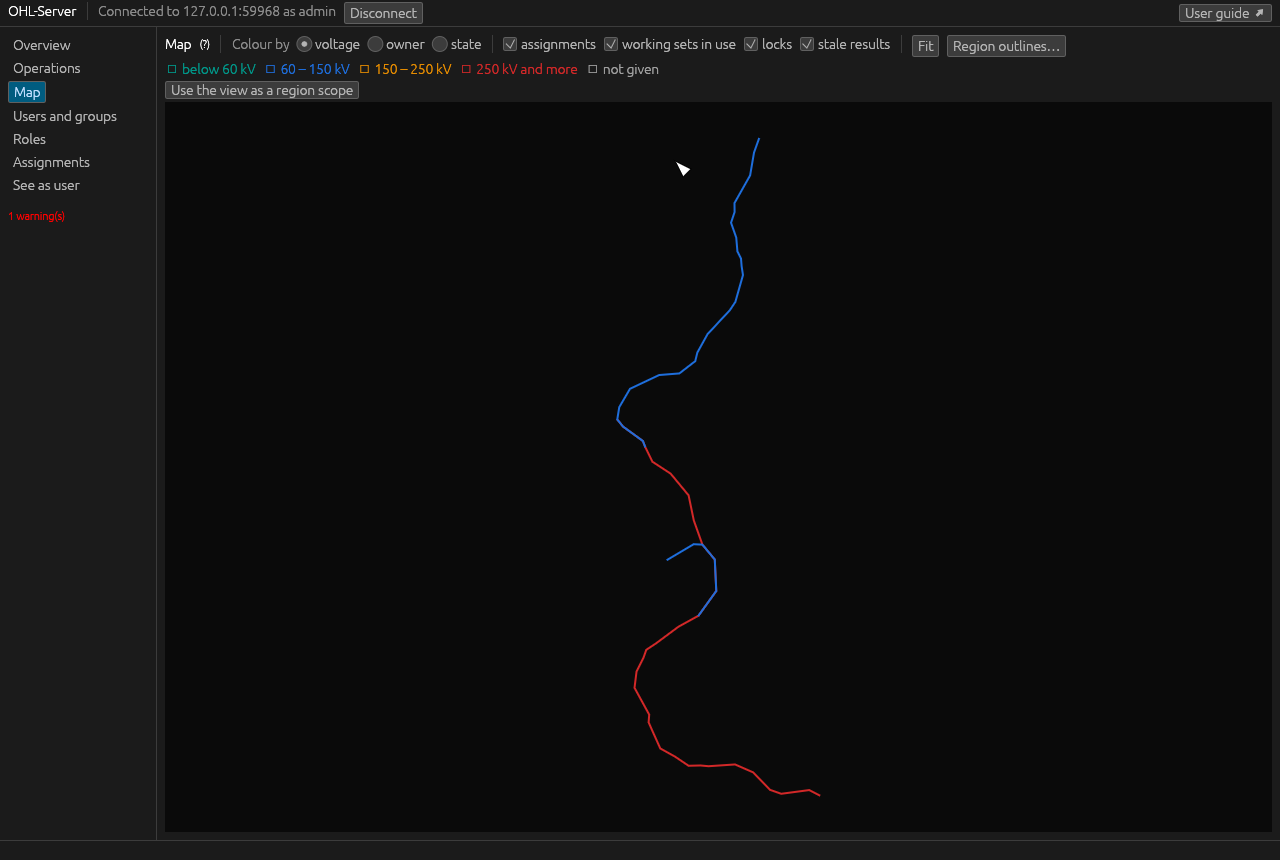 OHL-Server Connected to 127.0.0.1:59968 as admin Disconnect User guide
Overview
Operations
Map
Users and groups
Roles
Assignments
See as user
1 warning(s)
Map (?) Colour by voltage owner state assignments working sets in use locks stale results Fit Region outlines...
below 60 kV 60 – 150 kV 150 – 250 kV 250 kV and more not given
Use the view as a region scope